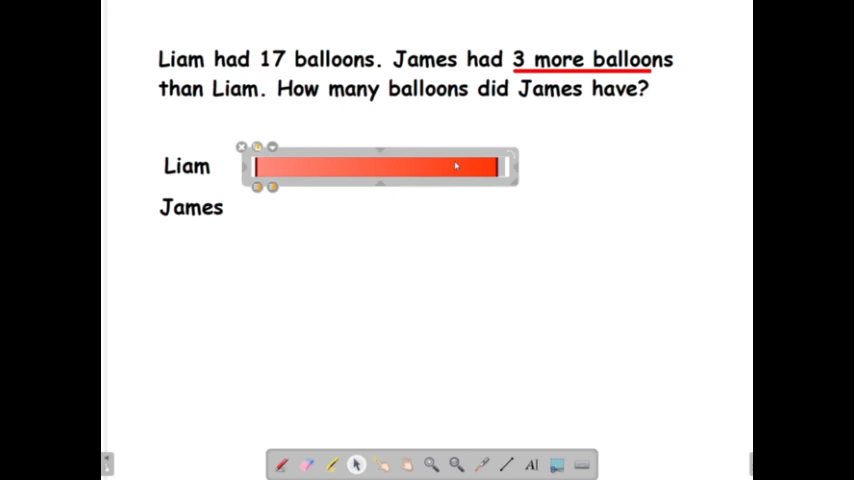 Liam had 17 balloons. James had 3 more balloons
than Liam. How many balloons did James have?
Liam
James
AI